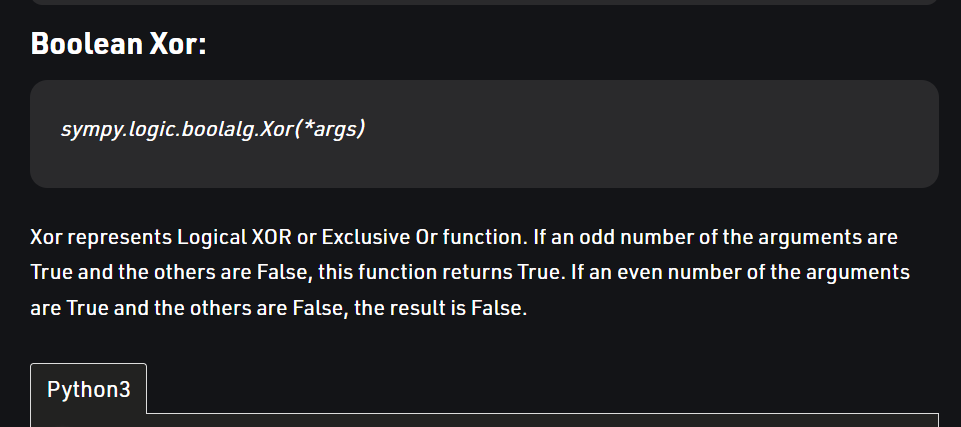 Boolean Xor:
sympy.logic.boolalg.Xor(*args)
Xor represents Logical XOR or Exclusive Or function. If an odd number of the arguments are
True and the others are False, this function returns True. If an even number of the arguments
are True and the others are False, the result is False.
Python3